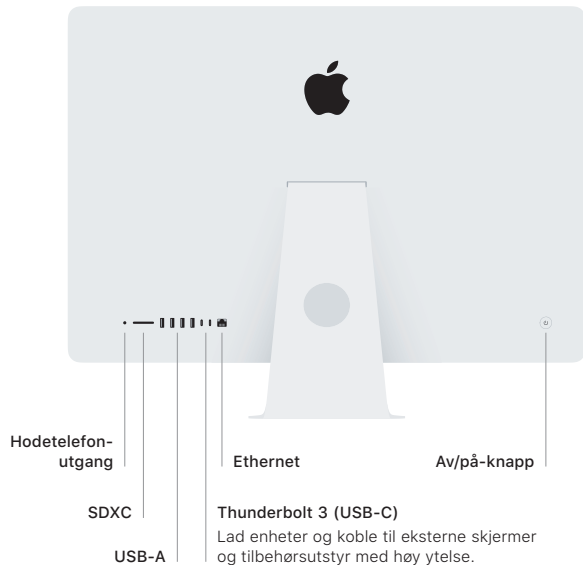 Hodetelefon-
utgang
Ethernet
Av/på-knapp
SDXC
Thunderbolt 3 (USB-C)
Lad enheter og koble til eksterne skjermer
og tilbehørsutstyr med høy ytelse.
USB-A